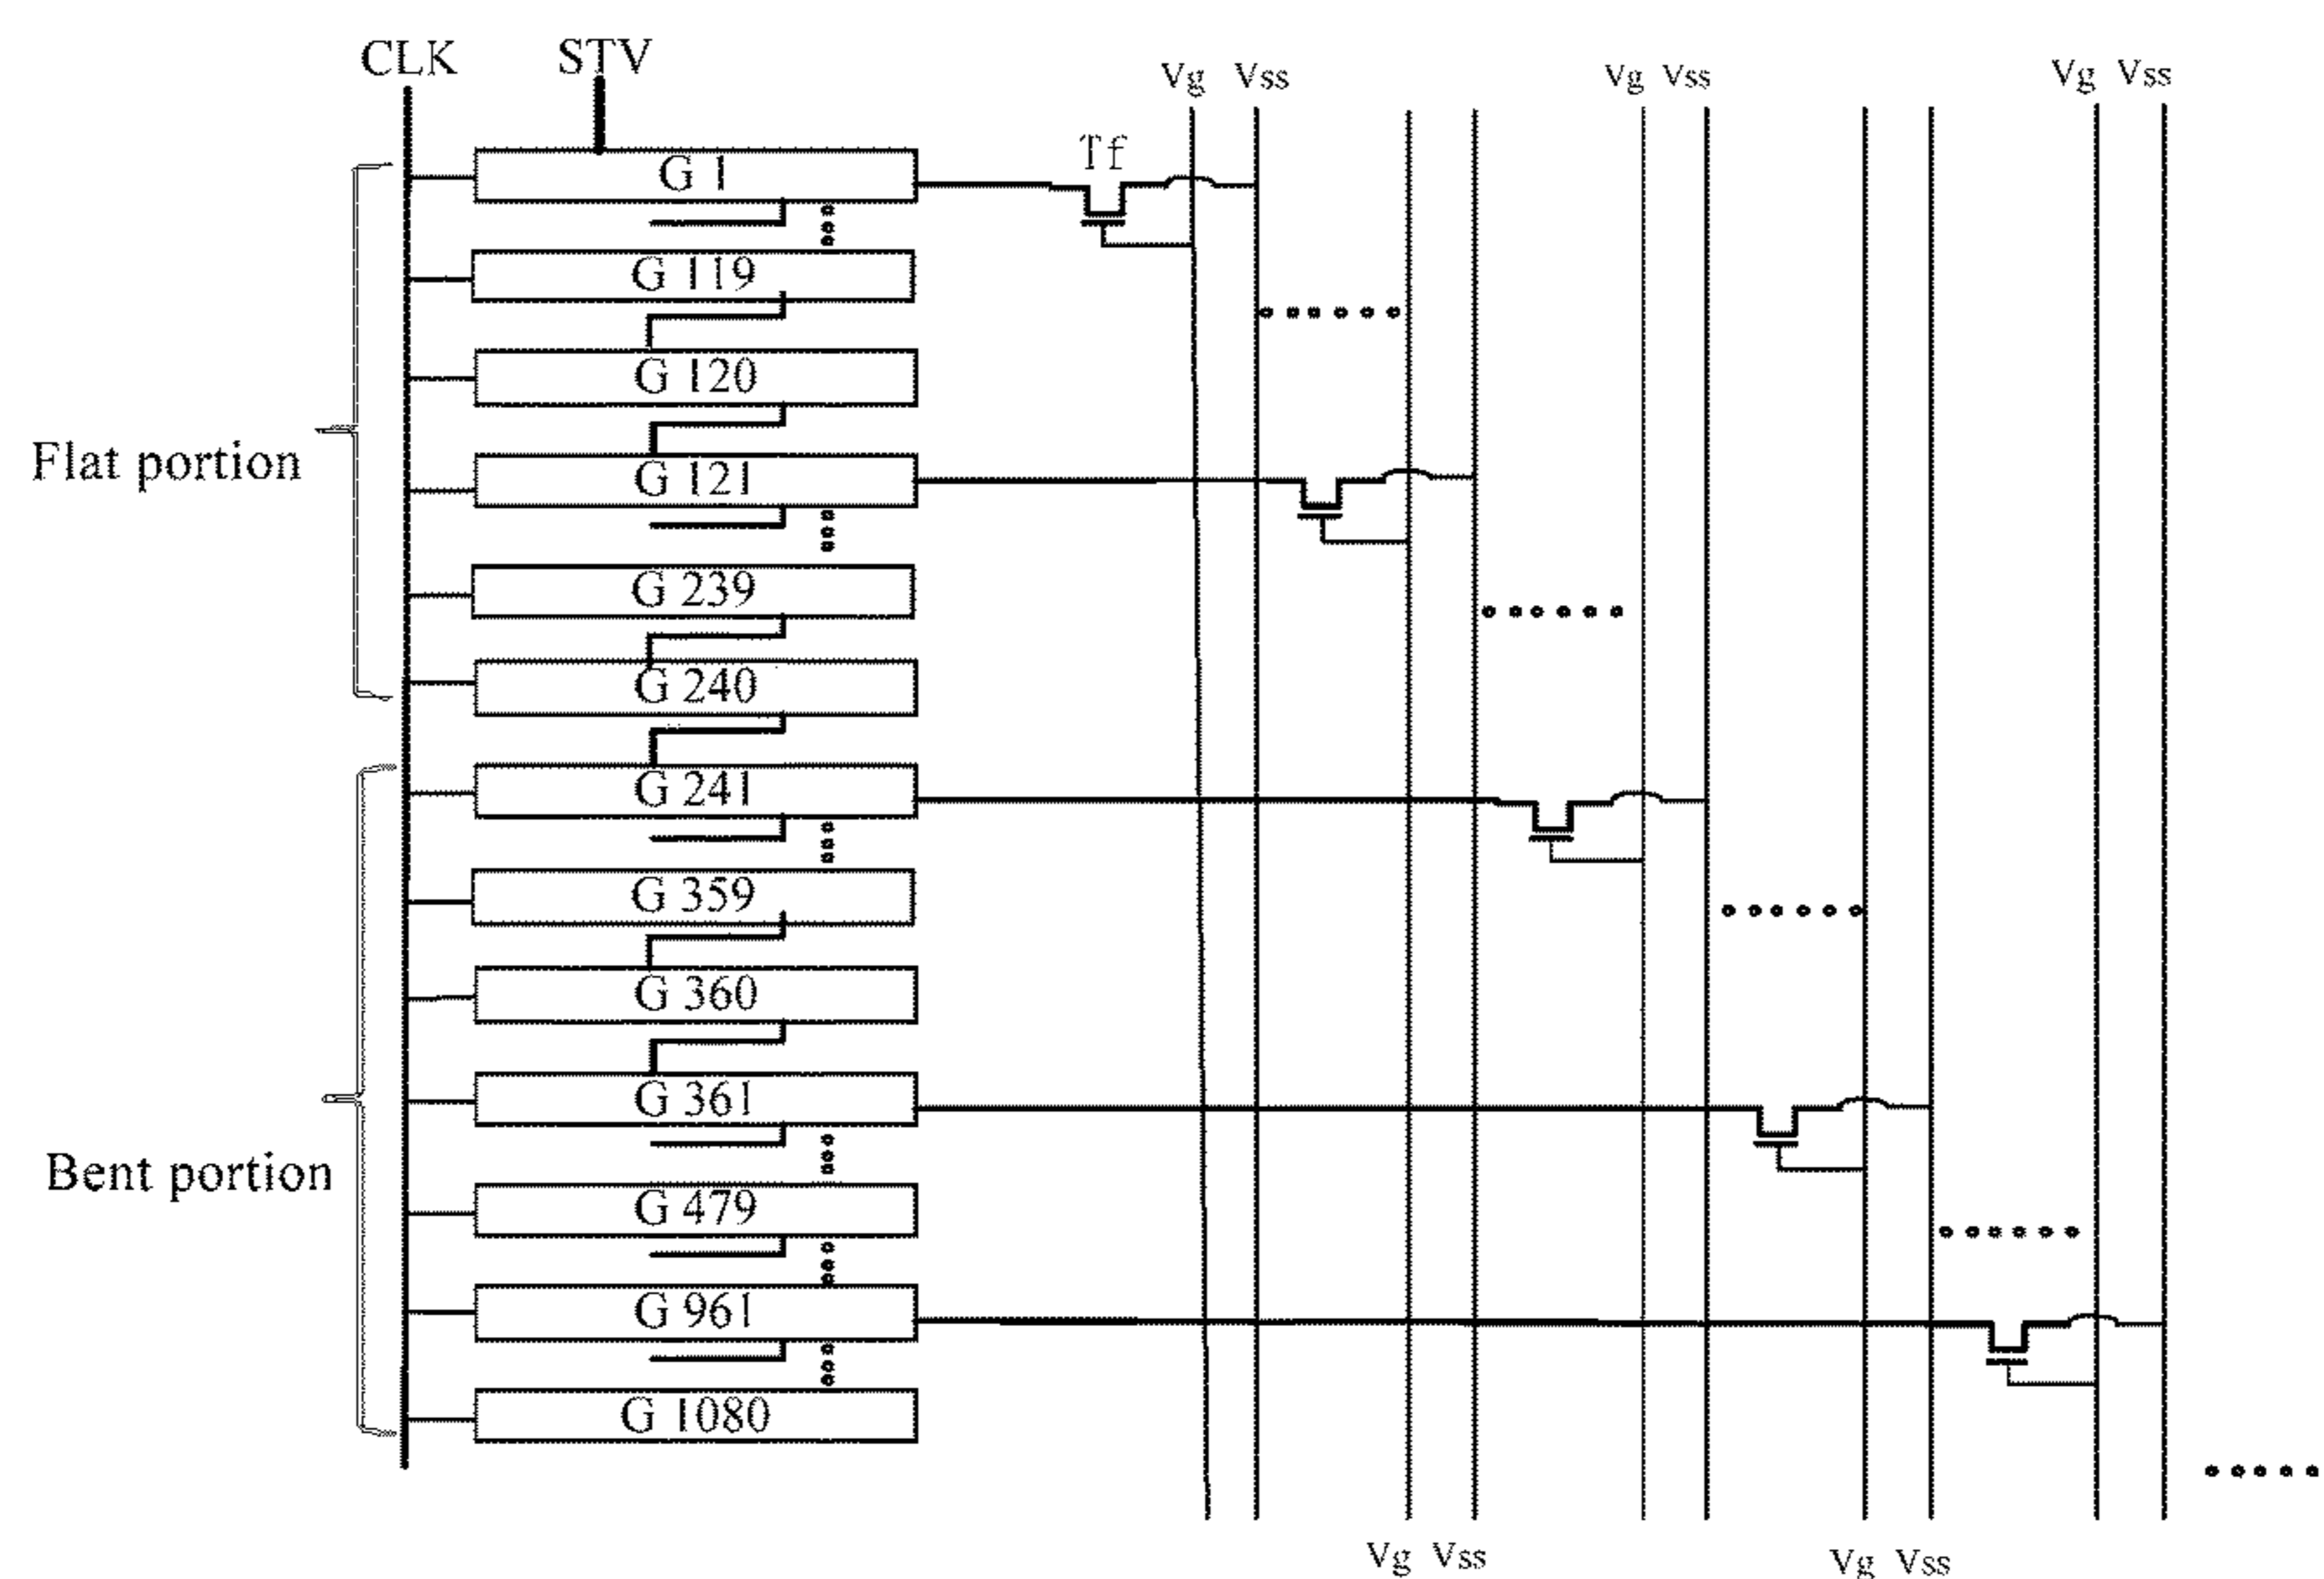 CLK
STV
Vg Vss
Vg Vss
Vg Vss
Tf
G 1
G 119
G 120
Flat portion
G 121
G 239
G 240
G 241
G 359
G 360
G 361
Bent portion
G 479
G 961
G 1080
Vg Vss
Vg Vss